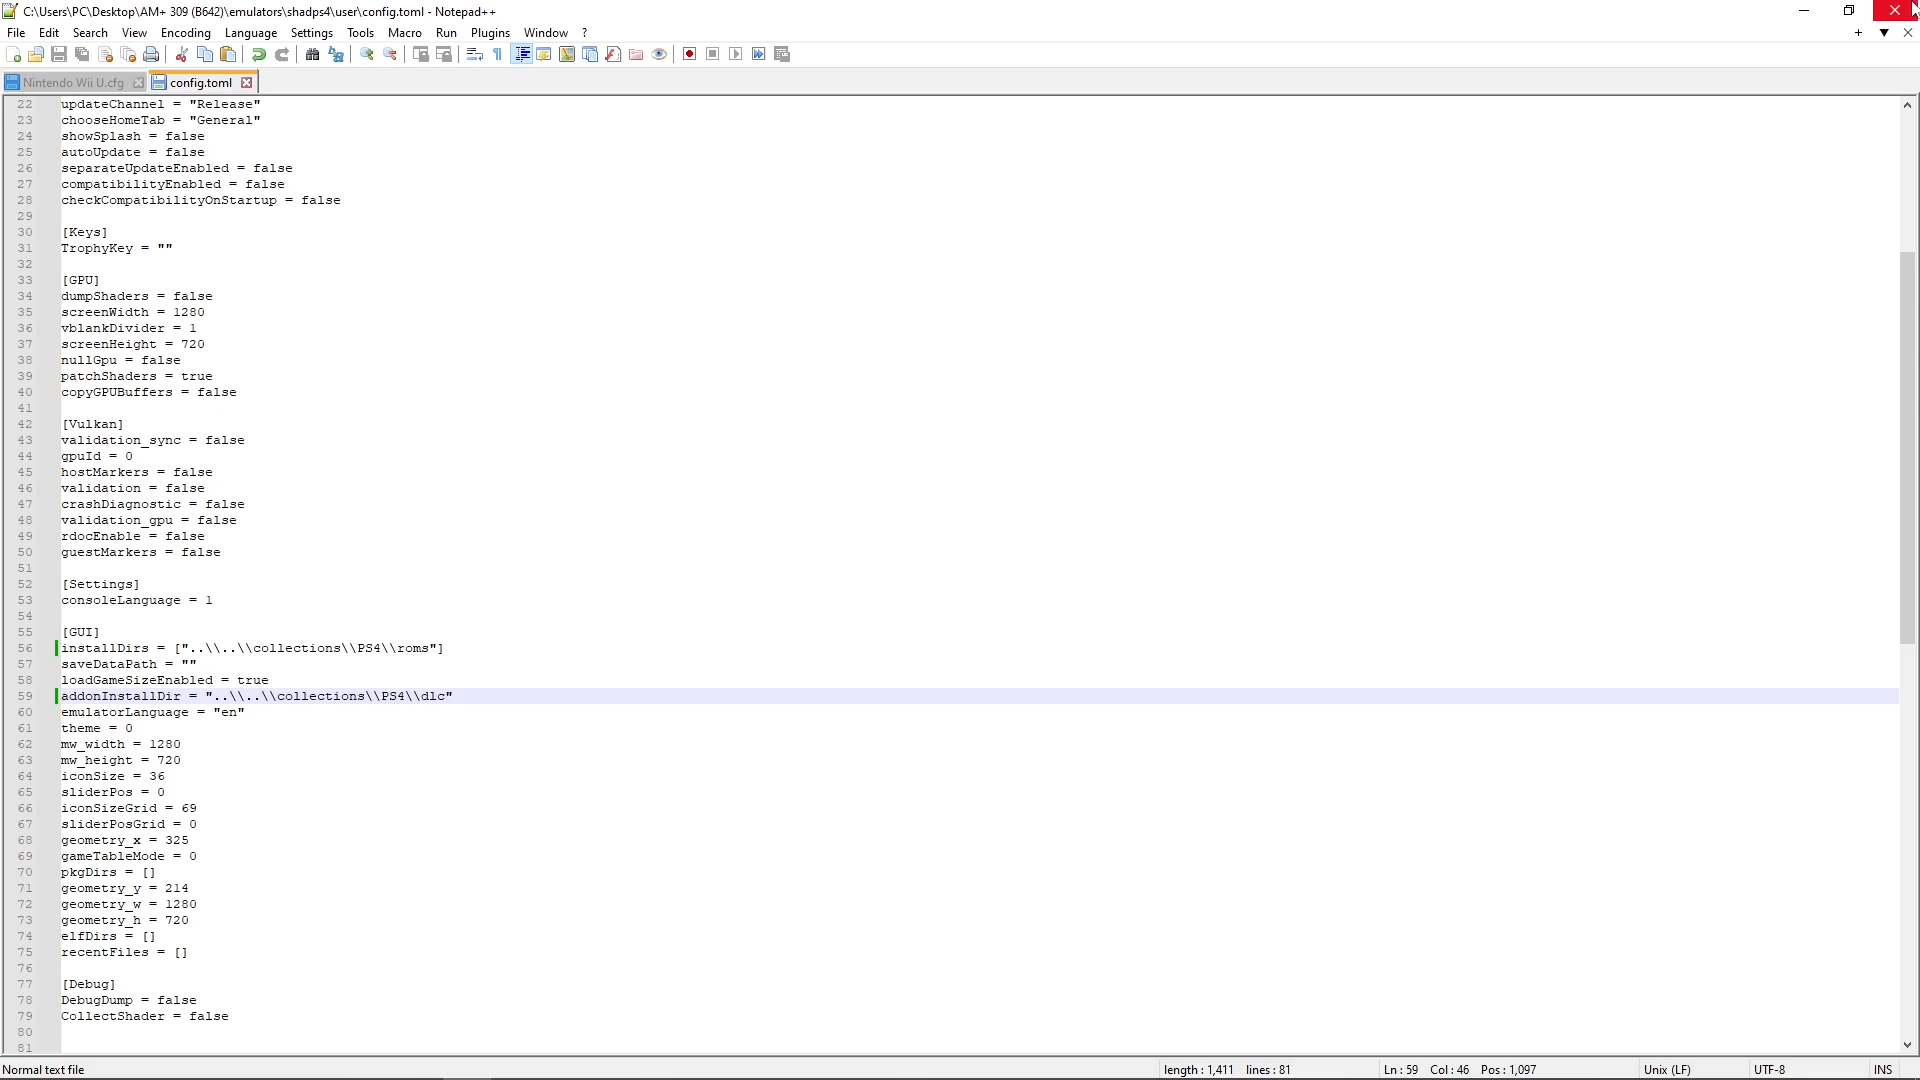 C:\Users\PC\Desktop\AM+ 309 (B642)\emulators\shadps4\user\config.toml - Notepad++
File Edit Search View Encoding Language Settings Tools Macro Run Plugins Window ?
Nintendo Wii U.cfg config.toml
22 updateChannel = "Release"
23 chooseHomeTab = "General"
24 showSplash = false
25 autoUpdate = false
26 separateUpdateEnabled = false
27 compatibilityEnabled = false
28 checkCompatibilityOnStartup = false
29
30 [Keys]
31 TrophyKey = ""
32
33 [GPU]
34 dumpShaders = false
35 screenWidth = 1280
36 vblankDivider = 1
37 screenHeight = 720
38 nullGpu = false
39 patchShaders = true
40 copyGPUBuffers = false
41
42 [Vulkan]
43 validation_sync = false
44 gpuId = 0
45 hostMarkers = false
46 validation = false
47 crashDiagnostic = false
48 validation_gpu = false
49 rdocEnable = false
50 guestMarkers = false
51
52 [Settings]
53 consoleLanguage = 1
54
55 [GUI]
56 installDirs = ["..\\..\\collections\\PS4\\roms"]
57 saveDataPath = ""
58 loadGameSizeEnabled = true
59 addonInstallDir = "..\\..\\collections\\PS4\\dlc"
60 emulatorLanguage = "en"
61 theme = 0
62 mw_width = 1280
63 mw_height = 720
64 iconSize = 36
65 sliderPos = 0
66 iconSizeGrid = 69
67 sliderPosGrid = 0
68 geometry_x = 325
69 gameTableMode = 0
70 pkgDirs = []
71 geometry_y = 214
72 geometry_w = 1280
73 geometry_h = 720
74 elfDirs = []
75 recentFiles = []
76
77 [Debug]
78 DebugDump = false
79 CollectShader = false
80
81
Normal text file length : 1,411 lines : 81 Ln : 59 Col : 46 Pos : 1,097 Unix (LF) UTF-8 INS